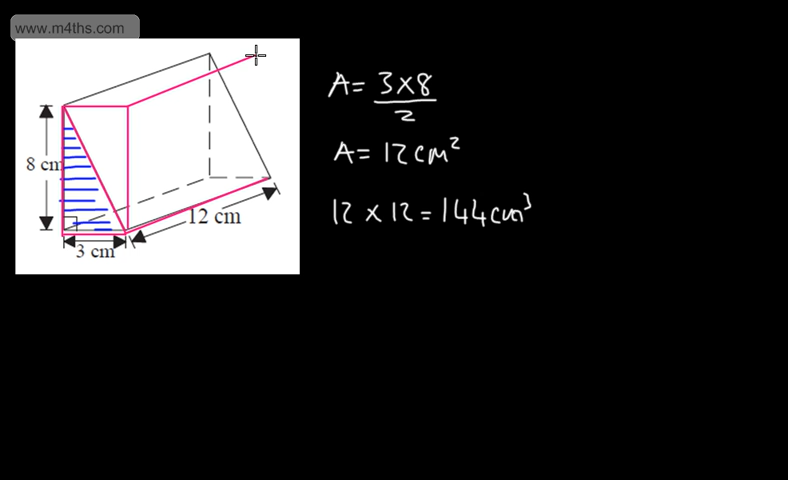 www.m4ths.com
8 cm
12 cm
3 cm
A = 3 x 8
2
A = 12 cm²
12 x 12 = 144 cm³